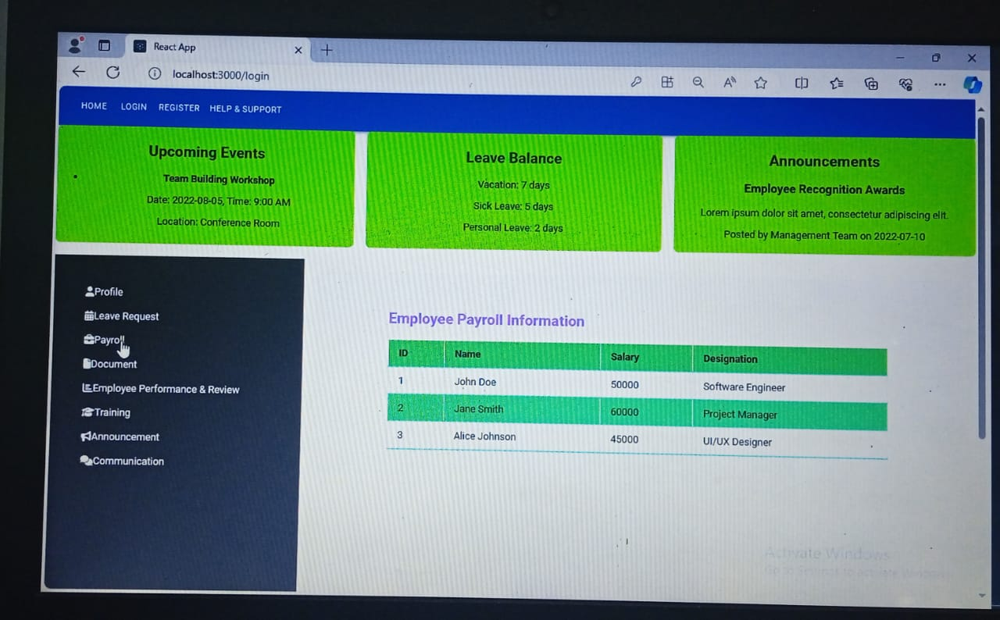 React App
localhost:3000/login
HOME LOGIN REGISTER HELP & SUPPORT
Upcoming Events
Team Building Workshop
Date: 2022-08-05, Time: 9:00 AM
Location: Conference Room
Leave Balance
Vacation: 7 days
Sick Leave: 5 days
Personal Leave: 2 days
Announcements
Employee Recognition Awards
Lorem ipsum dolor sit amet, consectetur adipiscing elit.
Posted by Management Team on 2022-07-10
Profile
Leave Request
Payroll
Document
Employee Performance & Review
Training
Announcement
Communication
Employee Payroll Information
ID Name Salary Designation
1 John Doe 50000 Software Engineer
2 Jane Smith 60000 Project Manager
3 Alice Johnson 45000 UI/UX Designer
Activate Windows
Go to Settings to activate Windows.